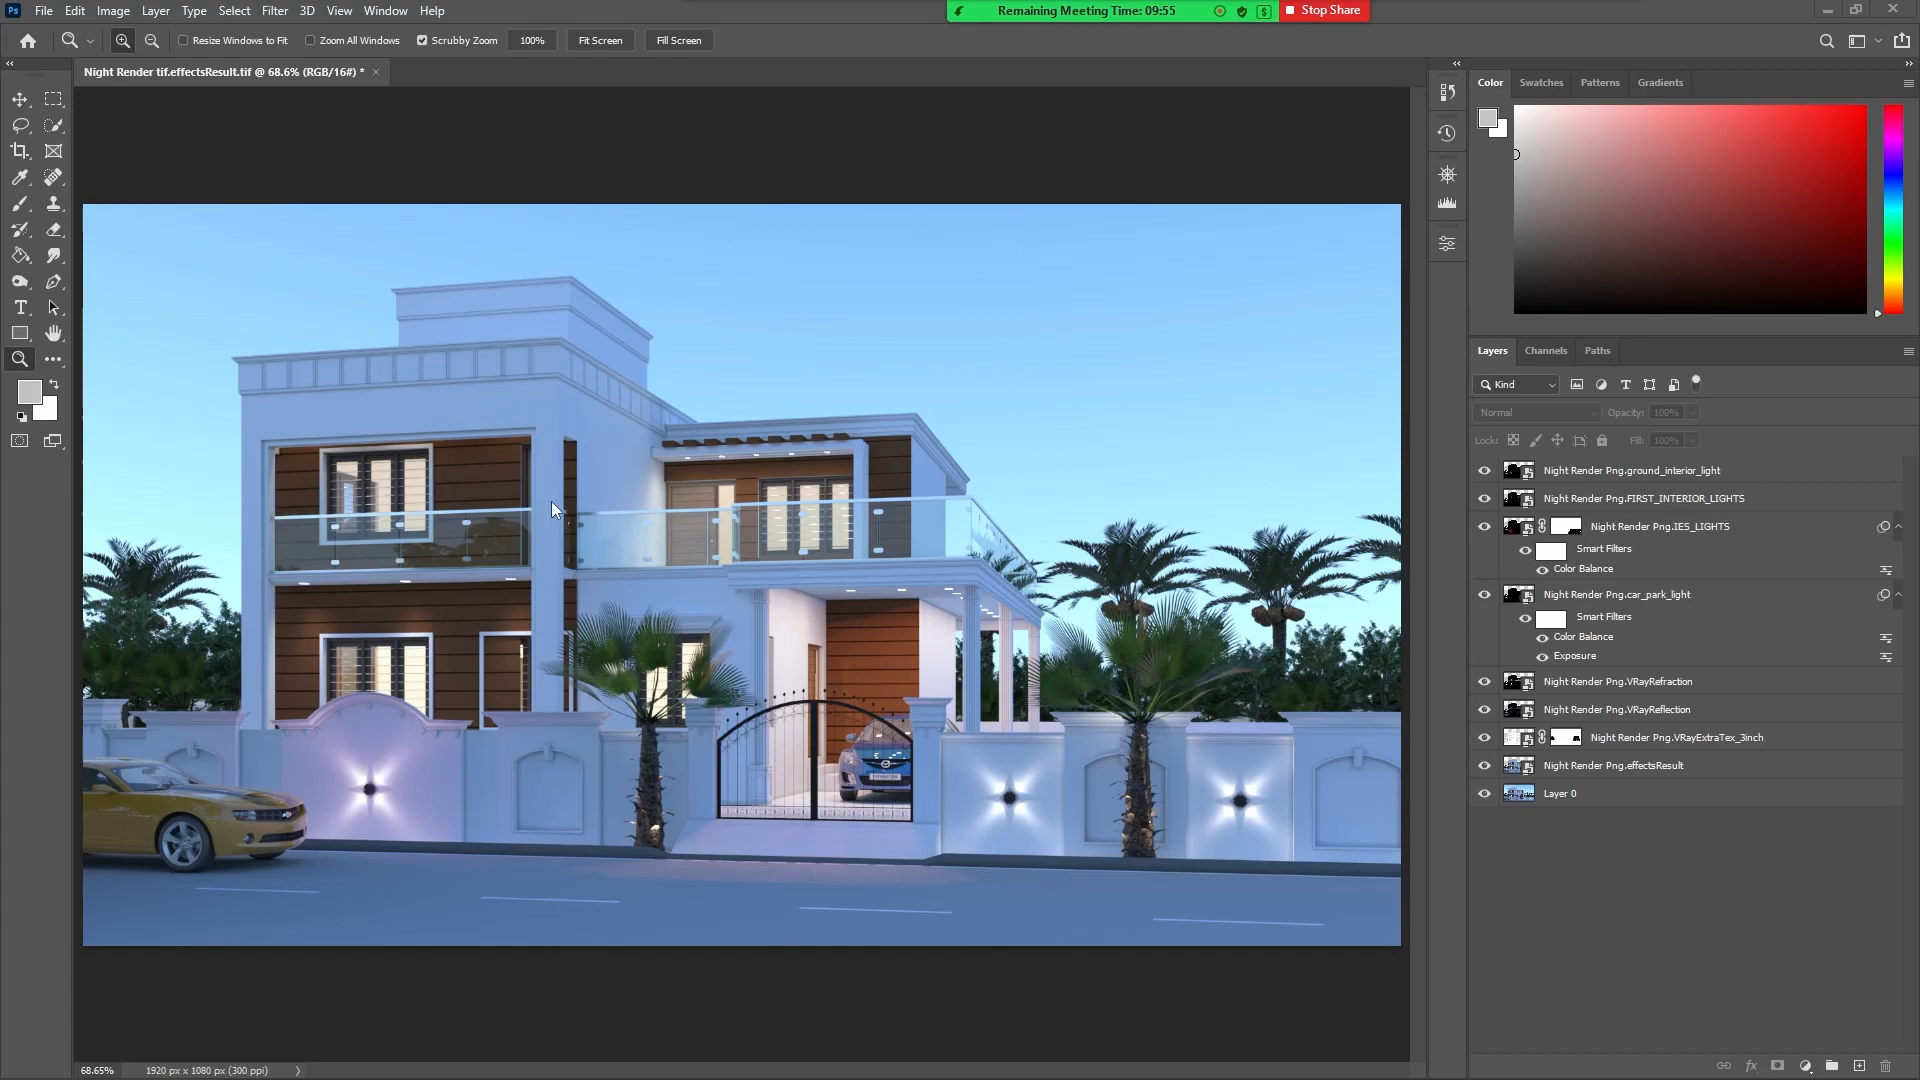 Ps File Edit Image Layer Type Select Filter 3D View Window Help
Remaining Meeting Time: 09:55 Stop Share
Resize Windows to Fit Zoom All Windows Scrubby Zoom 100% Fit Screen Fill Screen
Night Render tif.effectsResult.tif @ 68.6% (RGB/16#) *
Color Swatches Patterns Gradients
Layers Channels Paths
Kind
Normal Opacity: 100%
Lock: Fill: 100%
Night Render Png.ground_interior_light
Night Render Png.FIRST_INTERIOR_LIGHTS
Night Render Png.IES_LIGHTS
Smart Filters
Color Balance
Night Render Png.car_park_light
Smart Filters
Color Balance
Exposure
Night Render Png.VRayRefraction
Night Render Png.VRayReflection
Night Render Png.VRayExtraTex_3inch
Night Render Png.effectsResult
Layer 0
68.65% 1920 px x 1080 px (300 ppi)